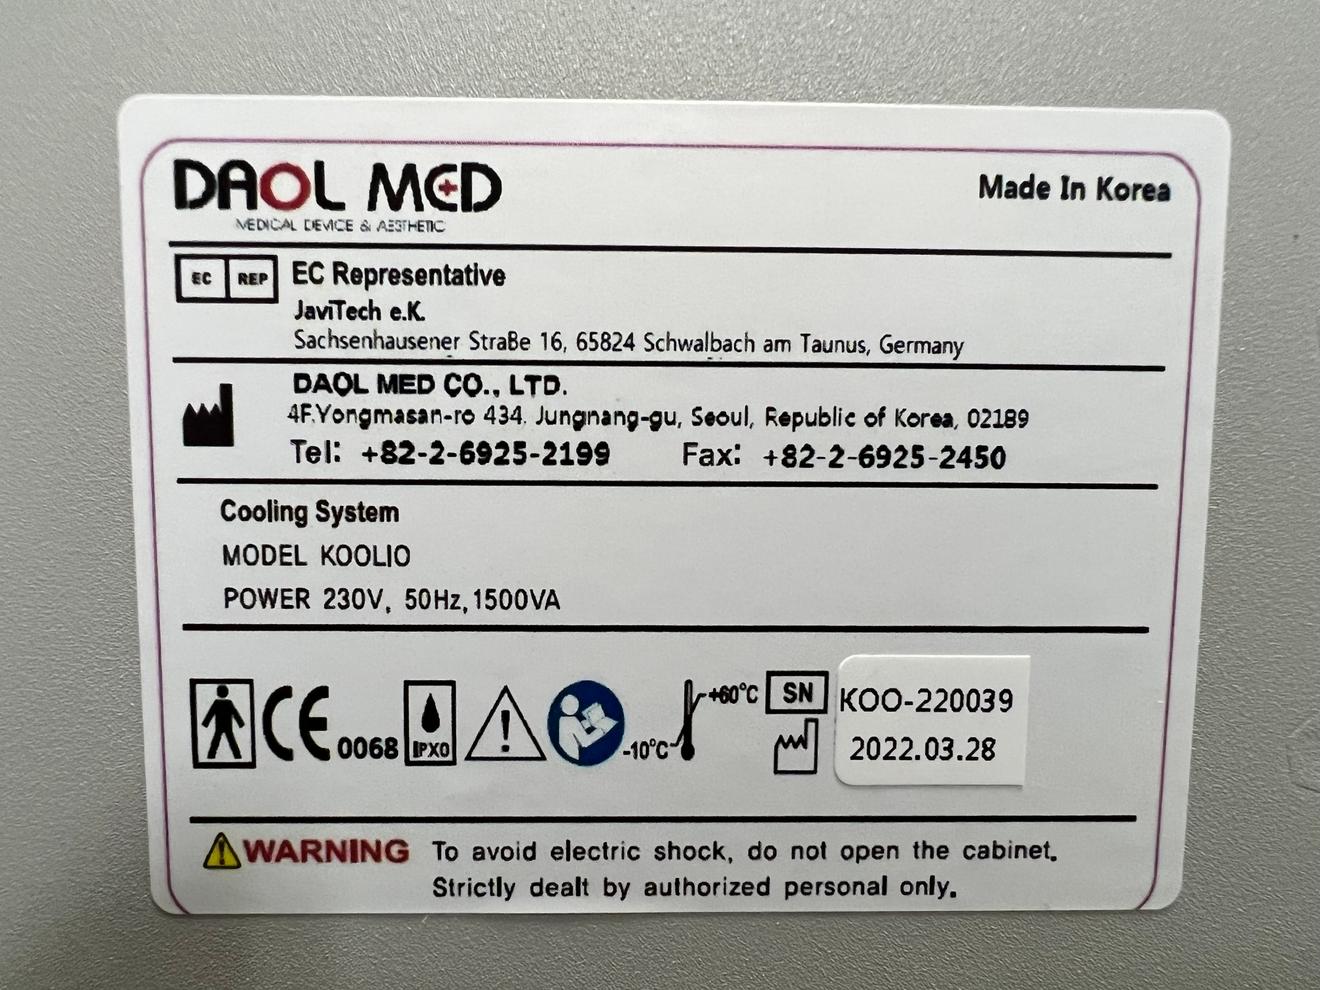 DAOL MED
MEDICAL DEVICE & AESTHETIC
Made In Korea
EC REP EC Representative
JaviTech e.K.
Sachsenhausener StraBe 16, 65824 Schwalbach am Taunus, Germany
DAOL MED CO., LTD.
4F,Yongmasan-ro 434, Jungnang-gu, Seoul, Republic of Korea, 02189
Tel: +82-2-6925-2199 Fax: +82-2-6925-2450
Cooling System
MODEL KOOLIO
POWER 230V, 50Hz,1500VA
CE 0068 IPX0 ! -10°C +60°C SN KOO-220039
2022.03.28
WARNING To avoid electric shock, do not open the cabinet.
Strictly dealt by authorized personal only.